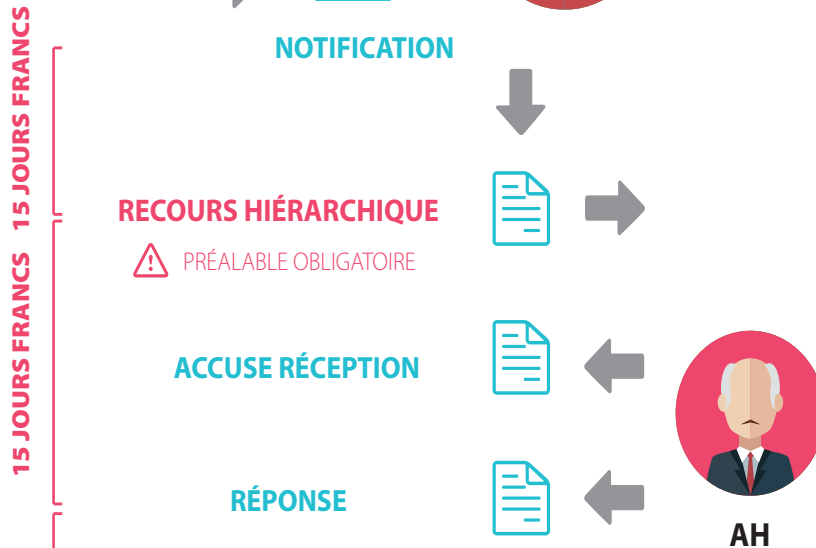 15 JOURS FRANCS
NOTIFICATION
RECOURS HIÉRARCHIQUE
PRÉALABLE OBLIGATOIRE
15 JOURS FRANCS
ACCUSE RÉCEPTION
RÉPONSE
AH